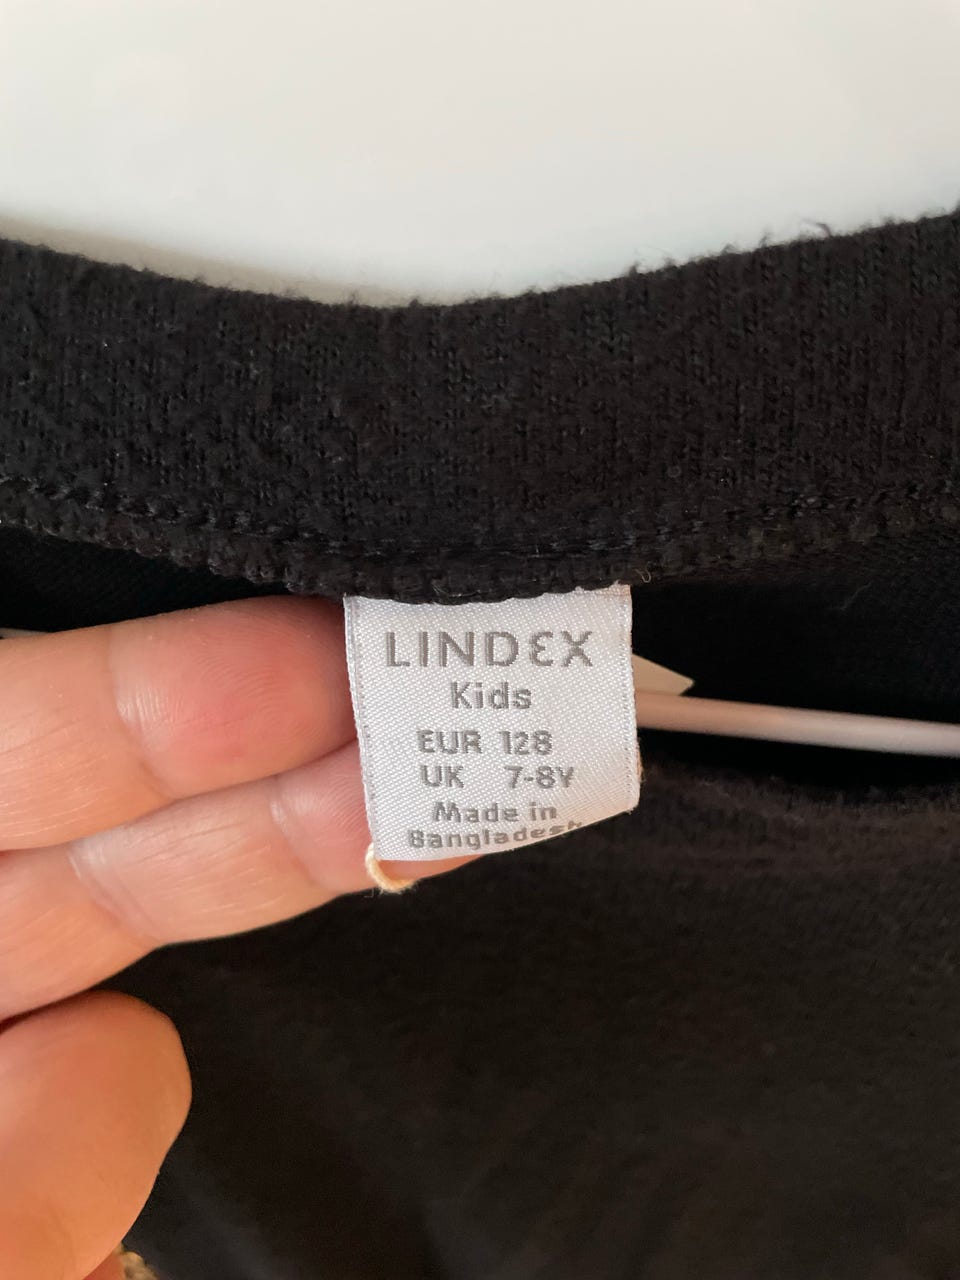 LINDEX
Kids
EUR 128
UK 7-8Y
Made in
Bangladesh